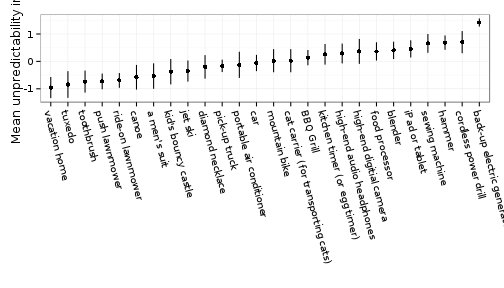 Mean unpredictability in
1
0
-1
vacation home
tuxedo
toothbrush
push lawnmower
ride-on lawnmower
canoe
a men's suit
kid's bouncy castle
jet ski
diamond necklace
pick-up truck
portable air conditioner
car
mountain bike
cat carrier (for transporting cats)
BBQ Grill
kitchen timer (or egg timer)
high-end audio headphones
high-end digitial camera
food processor
blender
iPad or tablet
sewing machine
hammer
cordless power drill
back-up electric genera